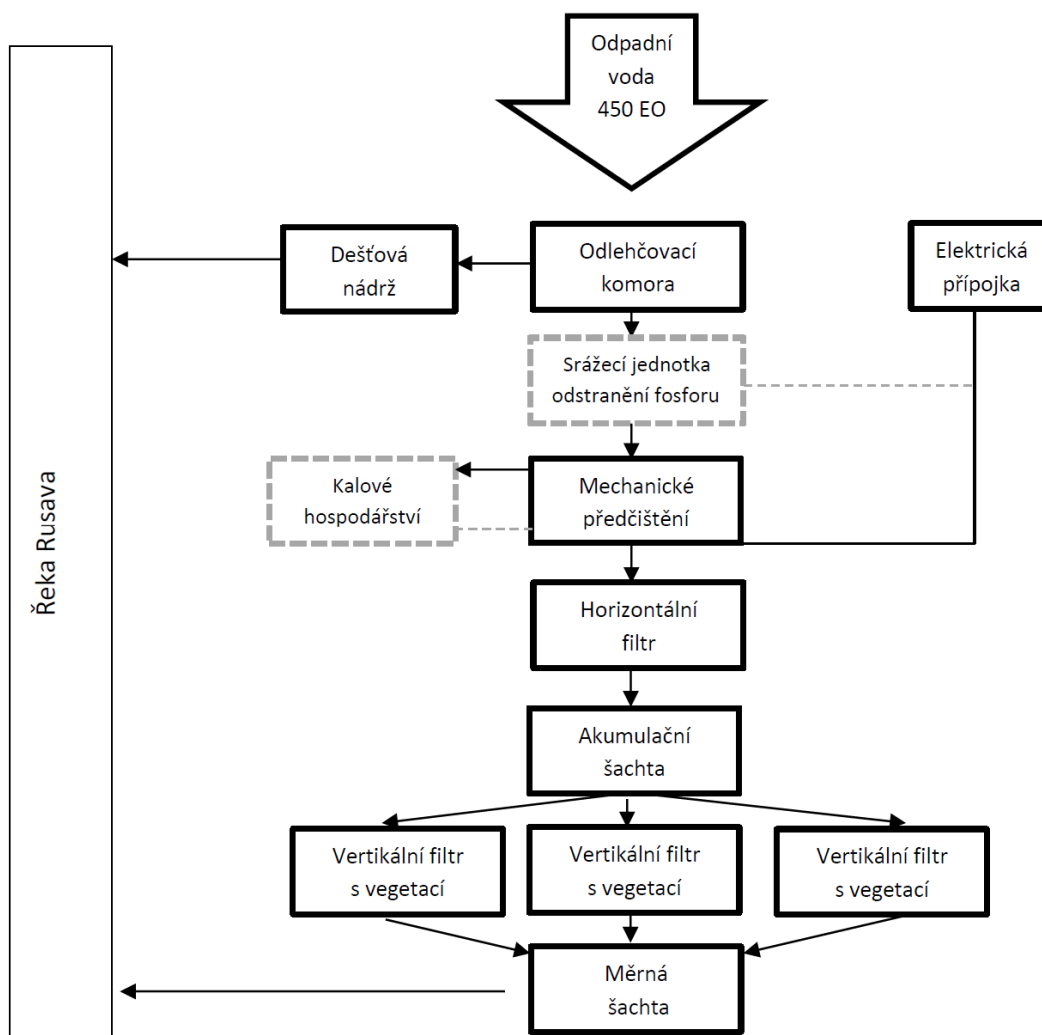 Odpadní
voda
450 EO
Dešťová
nádrž
Odlehčovací
komora
Elektrická
přípojka
Srážecí jednotka
odstranění fosforu
Kalové
hospodářství
Mechanické
předčištění
Řeka Rusava
Horizontální
filtr
Akumulační
šachta
Vertikální filtr
s vegetací
Vertikální filtr
s vegetací
Vertikální filtr
s vegetací
Měrná
šachta